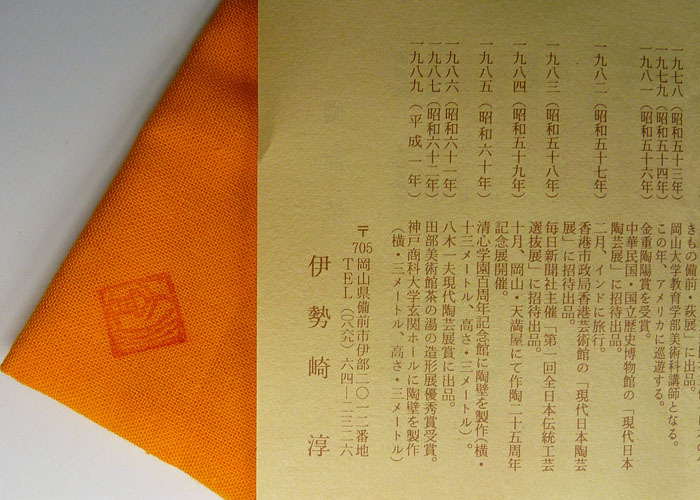 きもの備前・萩展」に出品。
一九七八（昭和五十三年）
岡山大学教育学部美術科講師となる。
一九七九（昭和五十四年）
この年、アメリカに巡遊する。
一九八一（昭和五十六年）
金重陶陽賞を受賞。
中華民国・国立歴史博物館の「現代日本
陶芸展」に招待出品。
一九八二（昭和五十七年）
二月、インドに旅行。
香港市政局香港芸術館の「現代日本陶芸
展」に招待出品。
一九八三（昭和五十八年）
毎日新聞社主催「第一回全日本伝統工芸
選抜展」に招待出品。
一九八四（昭和五十九年）
十月、岡山・天満屋にて作陶二十五周年
記念展開催。
一九八五（昭和六十年）
清心学園百周年記念館に陶壁を製作（横・
十三メートル、高さ・三メートル）。
一九八六（昭和六十一年）
八木一夫現代陶芸展賞に出品。
一九八七（昭和六十二年）
田部美術館茶の湯の造形展優秀賞受賞。
一九八九（平成一年）
神戸商科大学玄関ホールに陶壁を製作
（横・三メートル、高さ・三メートル）
〒705 岡山県備前市伊部二〇一二番地
TEL（〇八六九）六四―二三二六
伊勢崎 淳